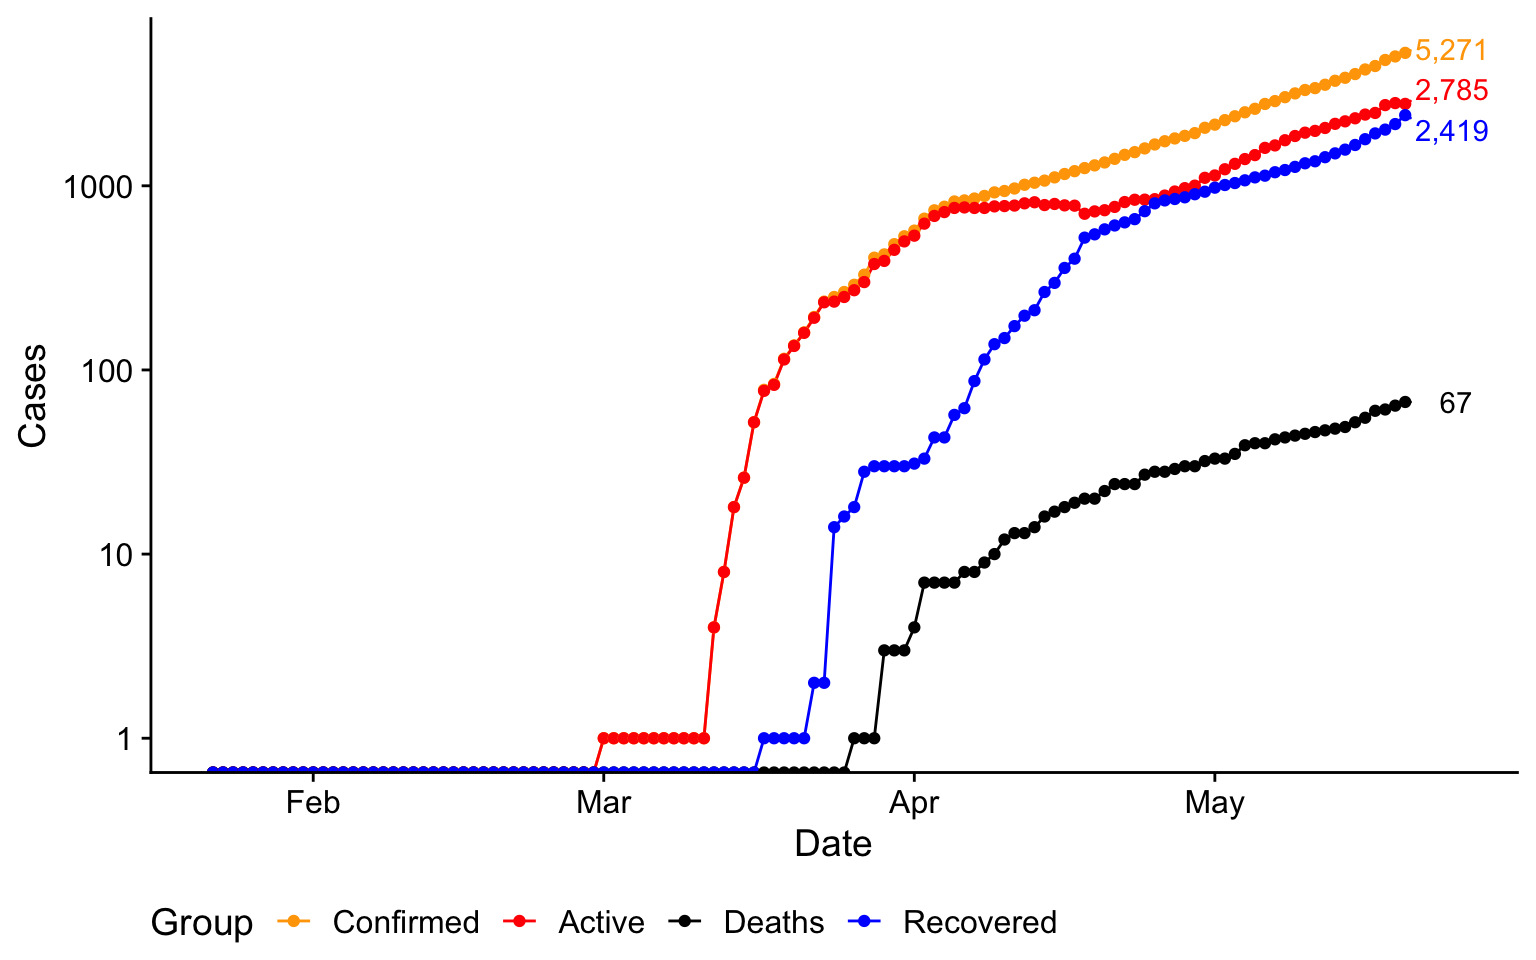 5,271
2,785
2,419
1000
100
67
10
1
Cases
Feb Mar Apr May
Date
Group Confirmed Active Deaths Recovered